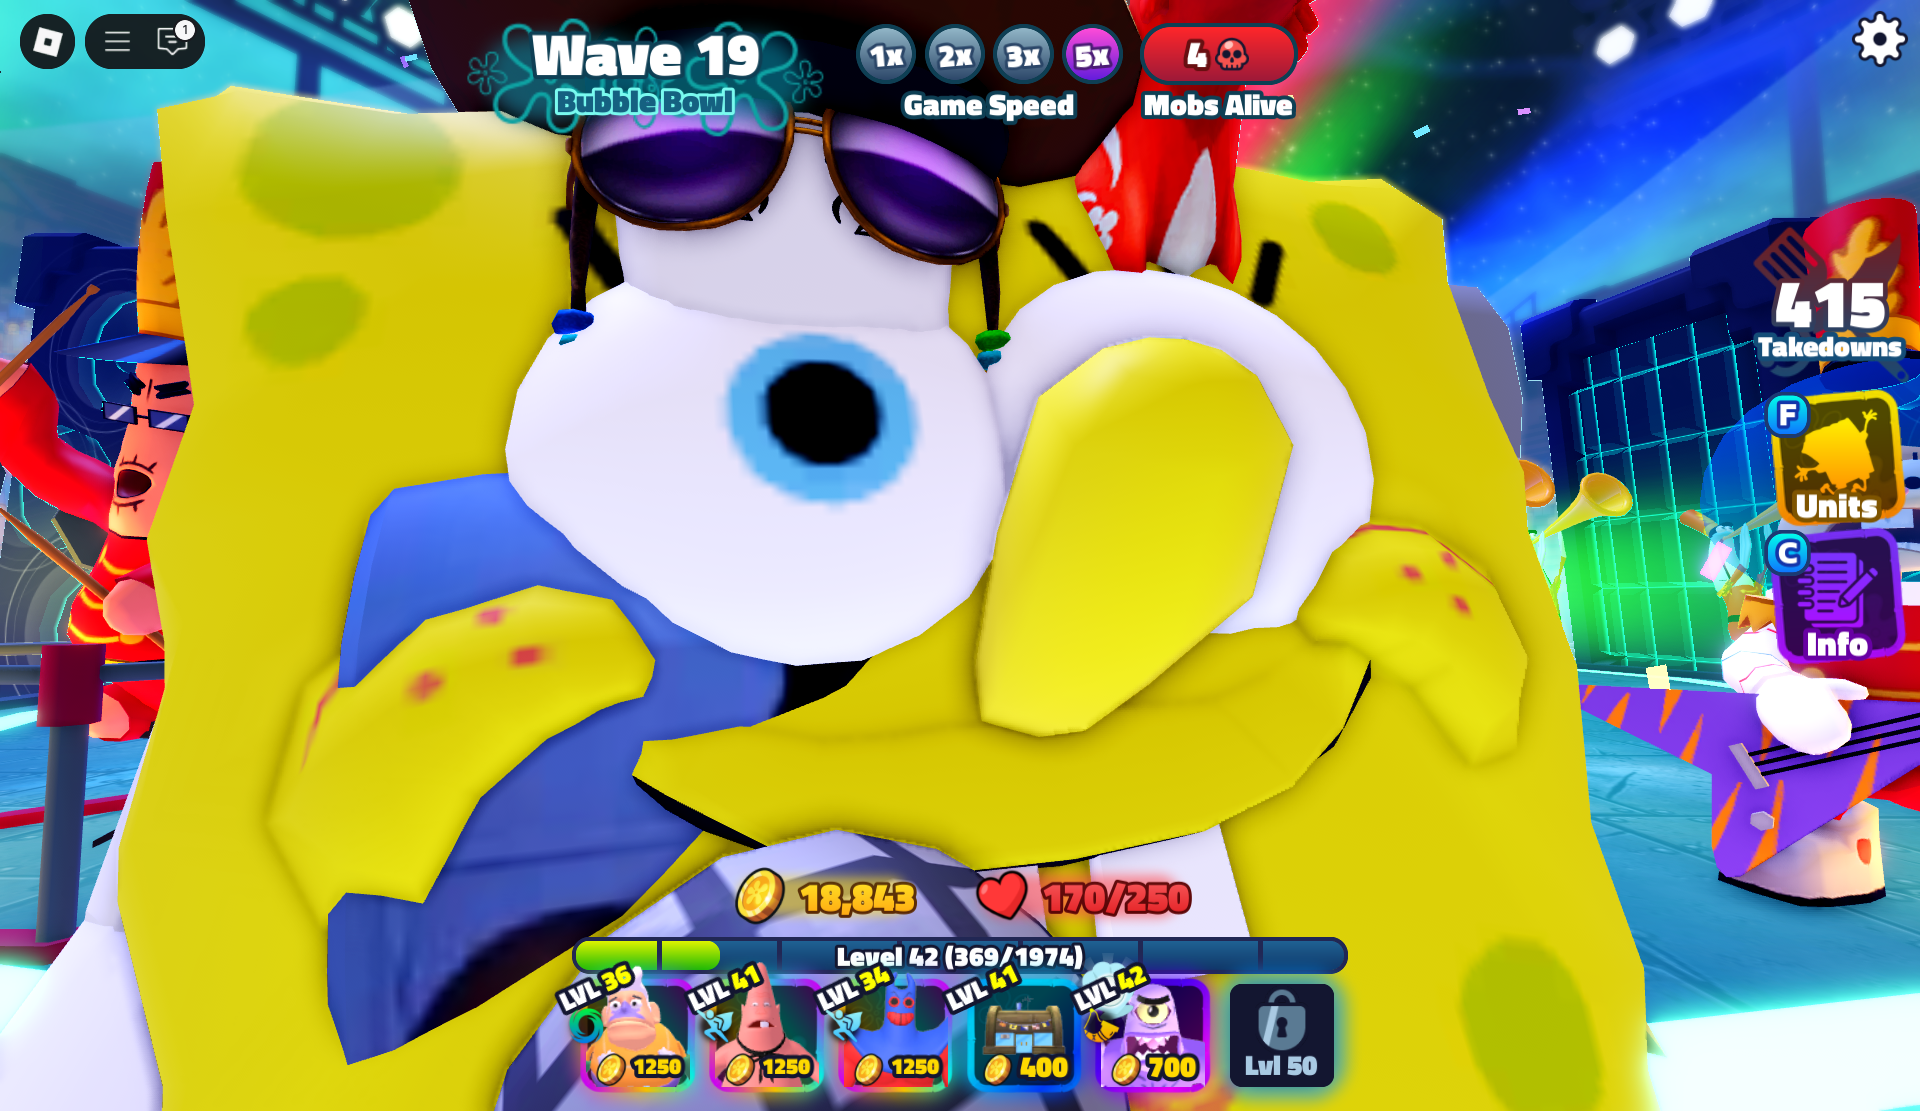 1
Wave 19
Bubble Bowl
1x 2x 3x 5x
Game Speed
4
Mobs Alive
415
Takedowns
F
Units
C
Info
18,843
170/250
Level 42 (369/1974)
LVL 36
1250
LVL 41
1250
LVL 34
1250
LVL 41
400
LVL 42
700
Lvl 50